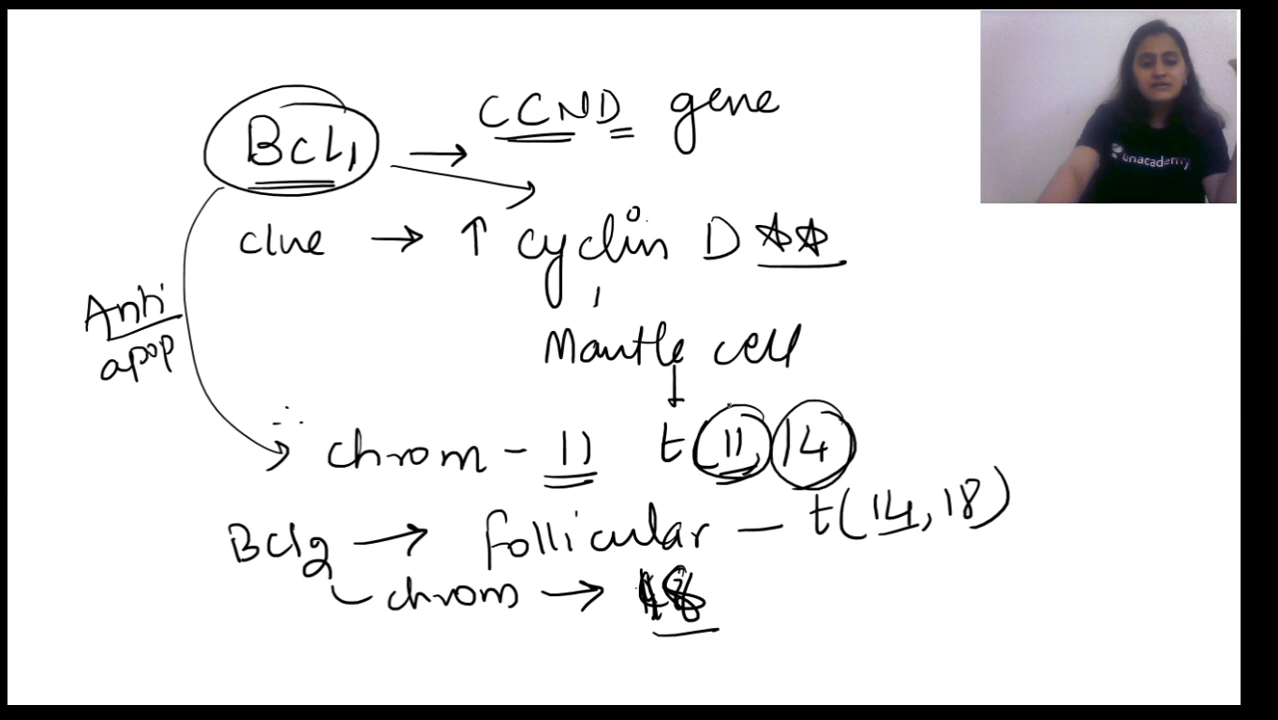 BCL1 → CCND gene
clue → ↑ cyclin D ☆☆
Anti
apop
Mantle cell
∴ chrom - 11 t(11,14)
Bcl2 → follicular - t(14,18)
chrom → 18
unacademy